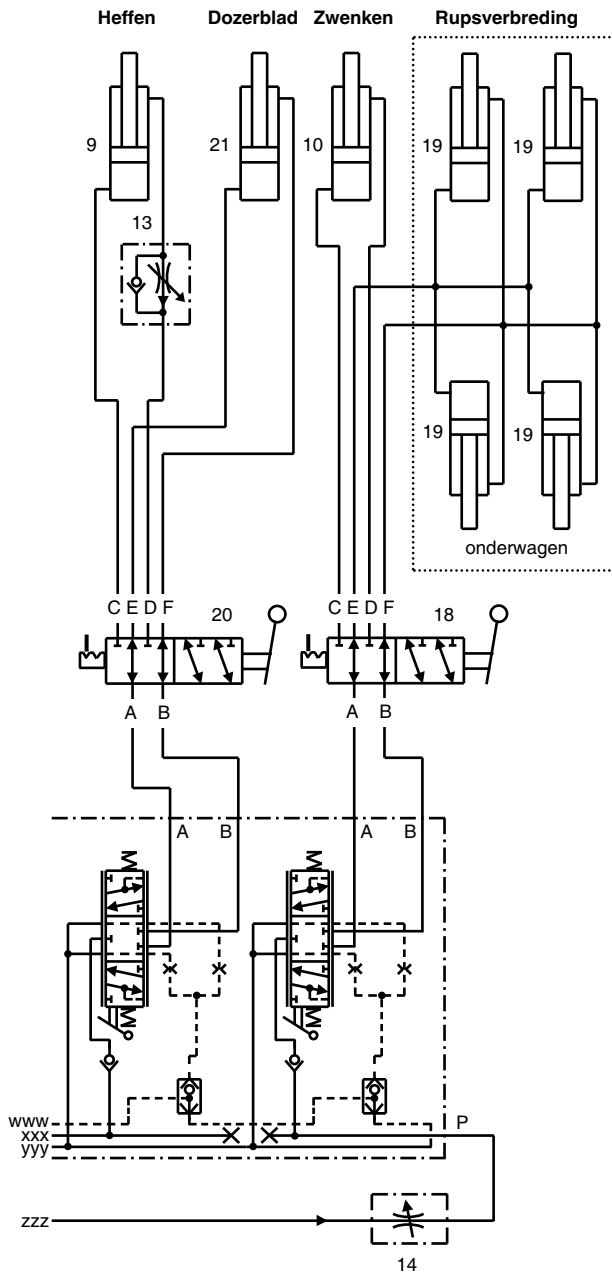 Heffen Dozerblad Zwenken Rupsverbreding
9 21 10 19 19
13
19 19
onderwagen
C E D F 20 C E D F 18
A B A B
A B A B
www
xxx P
yyy
zzz
14